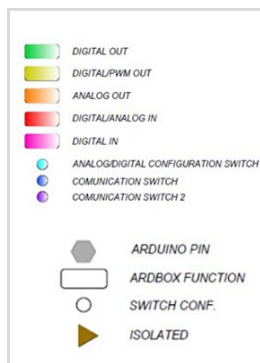 DIGITAL OUT
DIGITAL/PWM OUT
ANALOG OUT
DIGITAL/ANALOG IN
DIGITAL IN
ANALOG/DIGITAL CONFIGURATION SWITCH
COMUNICATION SWITCH
COMUNICATION SWITCH 2
ARDUINO PIN
ARDBOX FUNCTION
SWITCH CONF.
ISOLATED